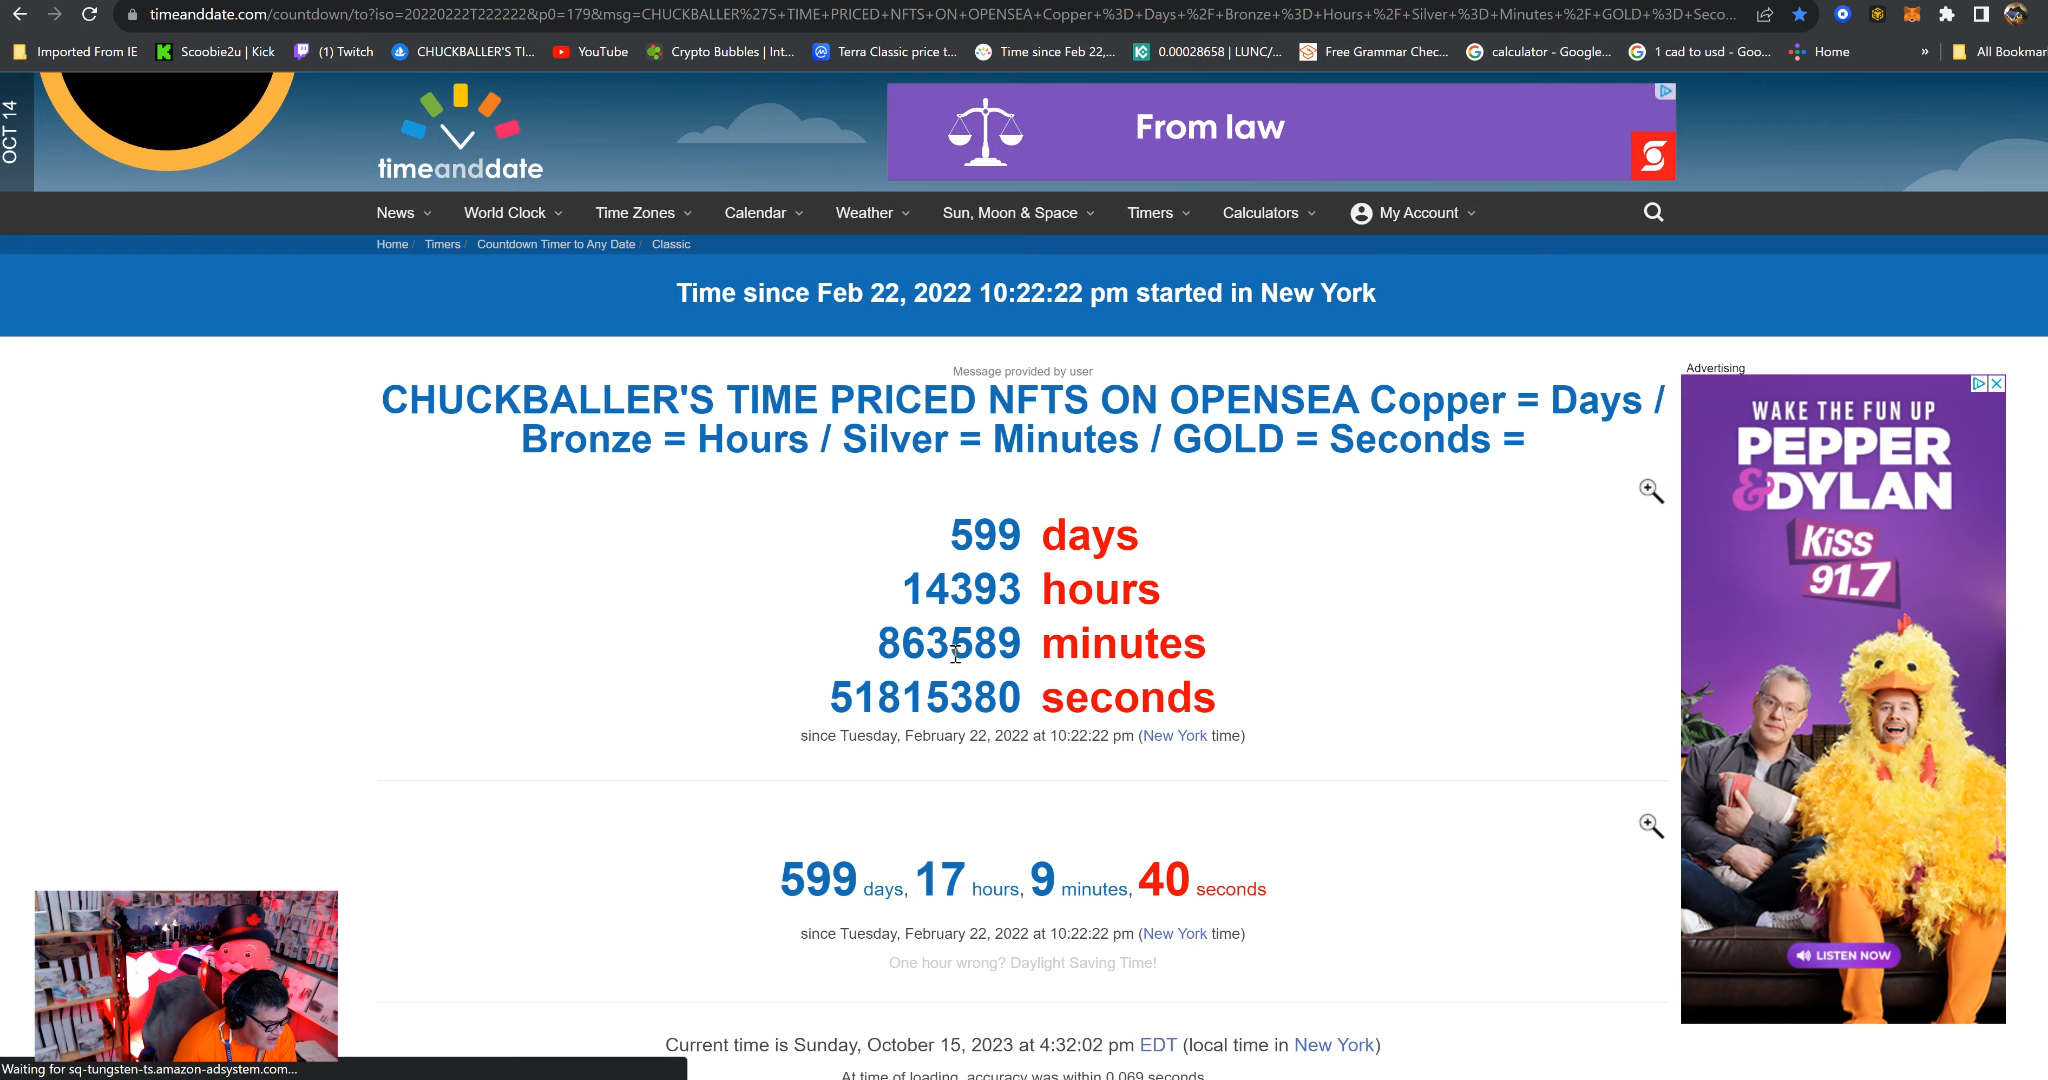 timeanddate.com/countdown/to?iso=20220222T222222&p0=179&msg=CHUCKBALLER%27S+TIME+PRICED+NFTS+ON+OPENSEA+Copper+%3D+Days+%2F+Bronze+%3D+Hours+%2F+Silver+%3D+Minutes+%2F+GOLD+%3D+Seco...
Imported From IE Scoobie2u | Kick (1) Twitch CHUCKBALLER'S TI... YouTube Crypto Bubbles | Int... Terra Classic price t... Time since Feb 22,... 0.00028658 | LUNC/... Free Grammar Chec... calculator - Google... 1 cad to usd - Goo... Home » All Bookmar
OCT 14
timeanddate
From law
News World Clock Time Zones Calendar Weather Sun, Moon & Space Timers Calculators My Account
Home / Timers / Countdown Timer to Any Date / Classic
Time since Feb 22, 2022 10:22:22 pm started in New York
Message provided by user
CHUCKBALLER'S TIME PRICED NFTS ON OPENSEA Copper = Days /
Bronze = Hours / Silver = Minutes / GOLD = Seconds =
599 days
14393 hours
863589 minutes
51815380 seconds
since Tuesday, February 22, 2022 at 10:22:22 pm (New York time)
599 days, 17 hours, 9 minutes, 40 seconds
since Tuesday, February 22, 2022 at 10:22:22 pm (New York time)
One hour wrong? Daylight Saving Time!
Current time is Sunday, October 15, 2023 at 4:32:02 pm EDT (local time in New York)
At time of loading, accuracy was within 0.069 seconds
Advertising
WAKE THE FUN UP
PEPPER
&DYLAN
KiSS
91.7
LISTEN NOW
Waiting for sq-tungsten-ts.amazon-adsystem.com...